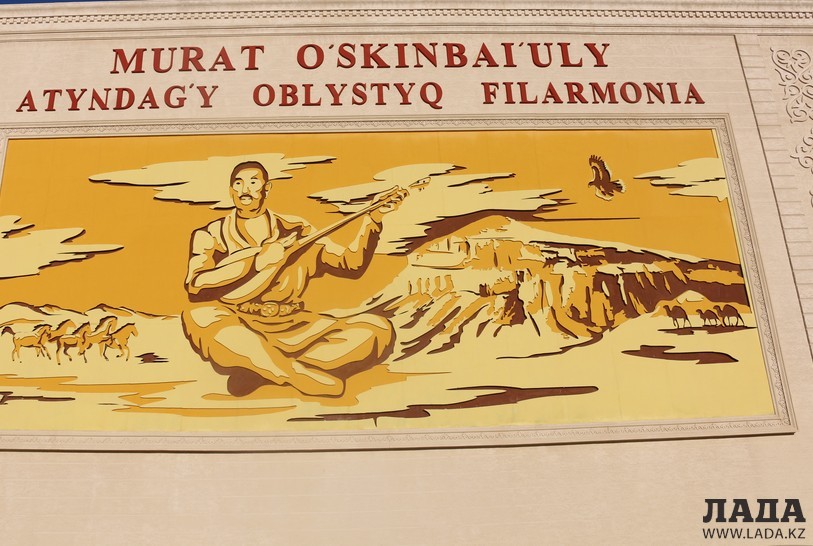 MURAT O'SKINBAI'ULY
ATYNDAG'Y OBLYSTYQ FILARMONIA
ЛАДА
WWW.LADA.KZ